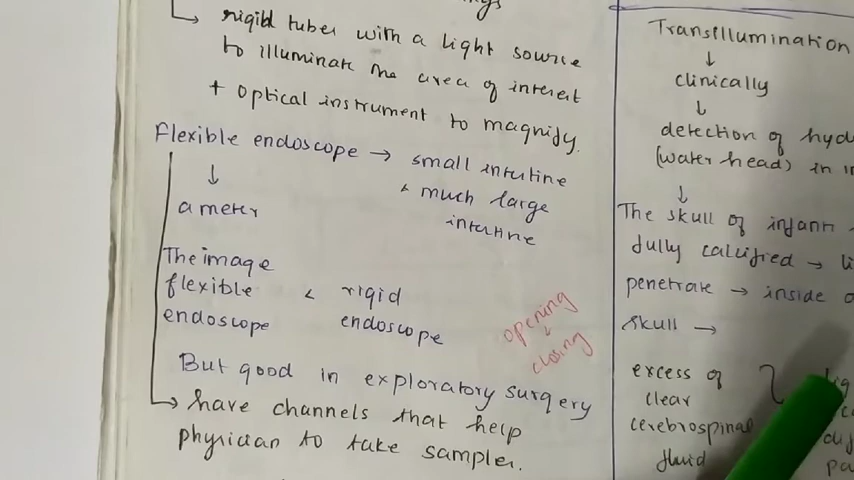 rigid tubes with a light source
to illuminate the area of interest
+ optical instrument to magnify.
Flexible endoscope → small intestine
↓
& much large
a meter
intestine
The image
flexible < rigid
endoscope endoscope
opening
↓
closing
But good in exploratory surgery
→ have channels that help
physician to take samples.
Transillumination
↓
clinically
↓
detection of hyd
(water head) in
↓
The skull of infant
fully calcified →
penetrate → inside
skull →
excess of
clear
cerebrospinal
fluid